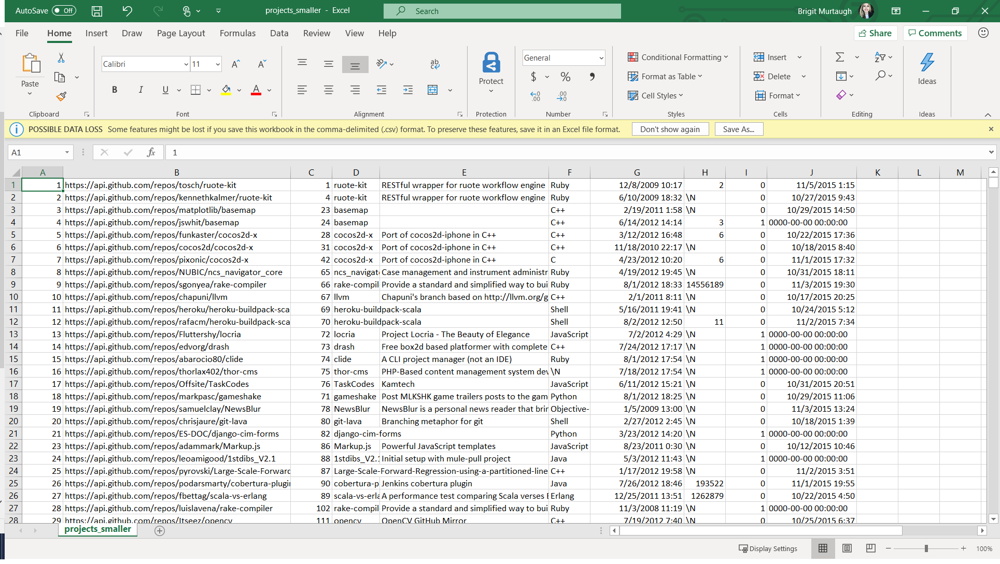 AutoSave Off projects_smaller - Excel Search Brigit Murtaugh
File Home Insert Draw Page Layout Formulas Data Review View Help Share Comments
Calibri 11 General Conditional Formatting Insert
Paste Protect $ % Format as Table Delete Ideas
B I U A Cell Styles Format
Clipboard Font Alignment Protection Number Styles Cells Editing Ideas
POSSIBLE DATA LOSS Some features might be lost if you save this workbook in the comma-delimited (.csv) format. To preserve these features, save it in an Excel file format. Don't show again Save As...
A1 fx 1
A B C D E F G H I J K L M
1 1 https://api.github.com/repos/tosch/ruote-kit 1 ruote-kit RESTful wrapper for ruote workflow engine Ruby 12/8/2009 10:17 2 0 11/5/2015 1:15
2 2 https://api.github.com/repos/kennethkalmer/ruote-kit 4 ruote-kit RESTful wrapper for ruote workflow engine Ruby 6/10/2009 18:32 \N 0 10/27/2015 9:43
3 3 https://api.github.com/repos/matplotlib/basemap 23 basemap C++ 2/19/2011 1:58 \N 0 10/29/2015 14:50
4 4 https://api.github.com/repos/jswhit/basemap 24 basemap C++ 6/14/2012 14:14 3 1 0000-00-00 00:00:00
5 5 https://api.github.com/repos/funkaster/cocos2d-x 28 cocos2d-x Port of cocos2d-iphone in C++ C++ 3/12/2012 16:48 6 0 10/22/2015 17:36
6 6 https://api.github.com/repos/cocos2d/cocos2d-x 31 cocos2d-x Port of cocos2d-iphone in C++ C++ 11/18/2010 22:17 \N 0 10/18/2015 8:40
7 7 https://api.github.com/repos/pixonic/cocos2d-x 42 cocos2d-x Port of cocos2d-iphone in C++ C 4/23/2012 10:20 6 0 11/1/2015 17:32
8 8 https://api.github.com/repos/NUBIC/ncs_navigator_core 65 ncs_navigat Case management and instrument administr Ruby 4/19/2012 19:45 \N 0 10/31/2015 18:11
9 9 https://api.github.com/repos/sgonyea/rake-compiler 66 rake-compil Provide a standard and simplified way to bui Ruby 8/1/2012 18:33 14556189 0 11/3/2015 19:30
10 10 https://api.github.com/repos/chapuni/llvm 67 llvm Chapuni's branch based on http://llvm.org/g C++ 2/1/2011 8:11 \N 0 10/17/2015 20:25
11 11 https://api.github.com/repos/heroku/heroku-buildpack-sca 69 heroku-buildpack-scala Shell 5/16/2011 19:41 \N 0 10/24/2015 5:12
12 12 https://api.github.com/repos/rafacm/heroku-buildpack-sca 70 heroku-buildpack-scala Shell 8/2/2012 12:50 11 0 11/2/2015 7:34
13 13 https://api.github.com/repos/Fluttershy/locria 72 locria Project Locria - The Beauty of Elegance JavaScript 7/2/2012 4:29 \N 1 0000-00-00 00:00:00
14 14 https://api.github.com/repos/edvorg/drash 73 drash Free box2d based platformer with complete C++ 7/24/2012 17:17 \N 1 0000-00-00 00:00:00
15 15 https://api.github.com/repos/abarocio80/clide 74 clide A CLI project manager (not an IDE) Ruby 8/1/2012 17:54 \N 1 0000-00-00 00:00:00
16 16 https://api.github.com/repos/thorlax402/thor-cms 75 thor-cms PHP-Based content management system dev \N 7/18/2012 17:54 \N 1 0000-00-00 00:00:00
17 17 https://api.github.com/repos/Offsite/TaskCodes 76 TaskCodes Kamtech JavaScript 6/11/2012 15:21 \N 0 10/31/2015 20:51
18 18 https://api.github.com/repos/markpasc/gameshake 71 gameshake Post MLKSHK game trailers posts to the gam Python 8/1/2012 18:25 \N 0 10/29/2015 11:06
19 19 https://api.github.com/repos/samuelclay/NewsBlur 78 NewsBlur NewsBlur is a personal news reader that brir Objective- 1/5/2009 13:00 \N 0 11/3/2015 13:24
20 20 https://api.github.com/repos/chrisjaure/git-lava 80 git-lava Branching metaphor for git Shell 2/27/2012 2:45 \N 0 10/18/2015 1:39
21 21 https://api.github.com/repos/ES-DOC/django-cim-forms 82 django-cim-forms Python 3/23/2012 14:20 \N 1 0000-00-00 00:00:00
22 23 https://api.github.com/repos/adammark/Markup.js 86 Markup.js Powerful JavaScript templates JavaScript 8/23/2011 0:30 \N 0 10/12/2015 10:46
23 24 https://api.github.com/repos/leoamigood/1stdibs_V2.1 88 1stdibs_V2.1 Initial setup with mule-pull project Java 5/3/2012 11:43 \N 1 0000-00-00 00:00:00
24 25 https://api.github.com/repos/pyrovski/Large-Scale-Forward 87 Large-Scale-Forward-Regression-using-a-partitioned-line C++ 1/17/2012 19:58 \N 0 11/2/2015 3:51
25 26 https://api.github.com/repos/podarsmarty/cobertura-plugi 90 cobertura-p Jenkins cobertura plugin Java 7/26/2012 18:46 193522 0 11/1/2015 19:55
26 27 https://api.github.com/repos/fbettag/scala-vs-erlang 89 scala-vs-erla A performance test comparing Scala verses E Erlang 12/25/2011 13:51 1262879 0 10/22/2015 4:50
27 28 https://api.github.com/repos/luislavena/rake-compiler 102 rake-compil Provide a standard and simplified way to bui Ruby 11/3/2008 11:19 \N 1 0000-00-00 00:00:00
28 29 https://api.github.com/repos/Itseez/opencv 111 opencv OpenCV GitHub Mirror C++ 7/19/2012 7:40 \N 0 10/25/2015 6:37
projects_smaller
Display Settings 100%